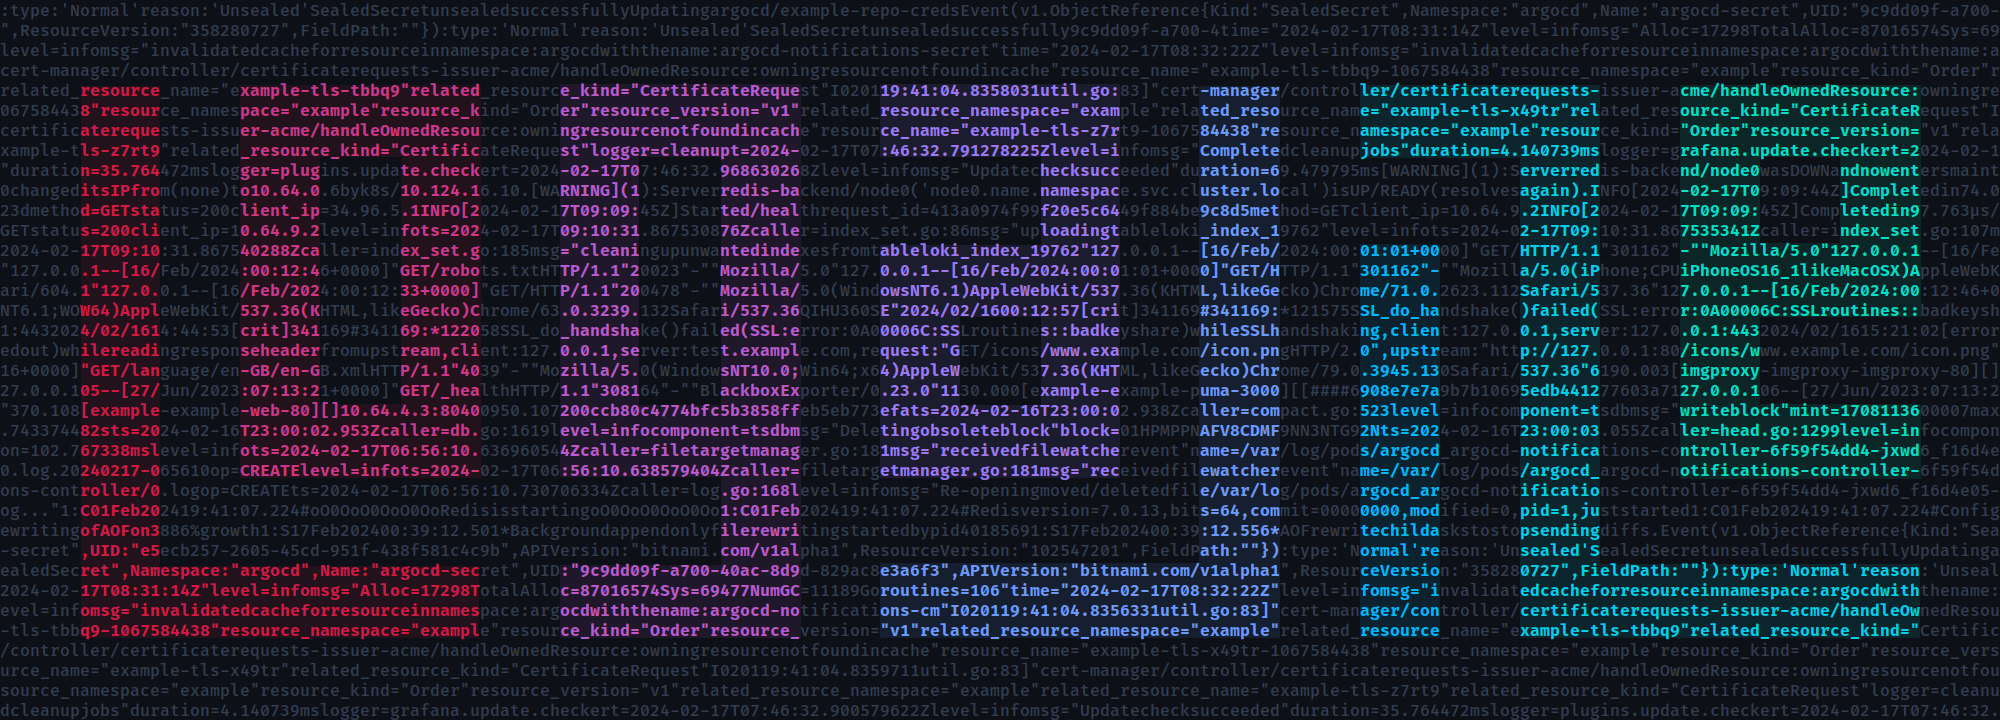 :type:'Normal'reason:'Unsealed'SealedSecretunsealedsuccessfullyUpdatingargocd/example-repo-credsEvent(v1.ObjectReference{Kind:"SealedSecret",Namespace:"argocd",Name:"argocd-secret",UID:"9c9dd09f-a700-
",ResourceVersion:"358280727",FieldPath:""}):type:'Normal'reason:'Unsealed'SealedSecretunsealedsuccessfully9c9dd09f-a700-4time="2024-02-17T08:31:14Z"level=infomsg="Alloc=17298TotalAlloc=87016574Sys=69
level=infomsg="invalidatedcacheforresourceinnamespace:argocdwiththename:argocd-notifications-secret"time="2024-02-17T08:32:22Z"level=infomsg="invalidatedcacheforresourceinnamespace:argocdwiththename:a
cert-manager/controller/certificaterequests-issuer-acme/handleOwnedResource:owningresourcenotfoundincache"resource_name="example-tls-tbbq9-1067584438"resource_namespace="example"resource_kind="Order"r
related_resource_name="example-tls-tbbq9"related_resource_kind="CertificateRequest"I020119:41:04.8358031util.go:83]"cert-manager/controller/certificaterequests-issuer-acme/handleOwnedResource:owningre
0675844438"resource_namespace="example"resource_kind="Order"resource_version="v1"related_resource_namespace="example"related_resource_name="example-tls-x49tr"related_resource_kind="CertificateRequest"I
certificaterequests-issuer-acme/handleOwnedResource:owningresourcenotfoundincache"resource_name="example-tls-z7rt9-1067584438"resource_namespace="example"resource_kind="Order"resource_version="v1"rela
xample-tls-z7rt9"related_resource_kind="CertificateRequest"logger=cleanupt=2024-02-17T07:46:32.791278225Zlevel=infomsg="Completedcleanupjobs"duration=4.140739mslogger=grafana.update.checkert=2024-02-1
"duration=35.764472mslogger=plugins.update.checkert=2024-02-17T07:46:32.968630268Zlevel=infomsg="Updatechecksucceeded"duration=69.479795ms[WARNING](1):Serverredis-backend/node0wasDOWNandnowentersmaint
0changeditsIPfrom(none)to10.64.0.6byk8s/10.124.16.10.[WARNING](1):Serverredis-backend/node0('node0.name.namespace.svc.cluster.local')isUP/READY(resolvesagain).INFO[2024-02-17T09:09:44Z]Completedin74.0
23dmethod=GETstatus=200client_ip=34.96.5.1INFO[2024-02-17T09:09:45Z]Started/healthrequest_id=413a0974f99f20e5c6449f884be9c8d5method=GETclient_ip=10.64.9.2INFO[2024-02-17T09:09:45Z]Completedin97.763µs/
GETstatus=200client_ip=10.64.9.2level=infots=2024-02-17T09:10:31.867530876Zcaller=index_set.go:86msg="uploadingtableloki_index_19762"level=infots=2024-02-17T09:10:31.867535341Zcaller=index_set.go:107m
2024-02-17T09:10:31.867540288Zcaller=index_set.go:185msg="cleaningupunwantedindexesfromtableloki_index_19762"127.0.0.1--[16/Feb/2024:00:01:01+0000]"GET/HTTP/1.1"301162"-""Mozilla/5.0"127.0.0.1--[16/Fe
"127.0.0.1--[16/Feb/2024:00:12:46+0000]"GET/robots.txtHTTP/1.1"20023"-""Mozilla/5.0"127.0.0.1--[16/Feb/2024:00:01:01+0000]"GET/HTTP/1.1"301162"-""Mozilla/5.0(iPhone;CPUiPhoneOS16_1likeMacOSX)AppleWebK
ari/604.1"127.0.0.1--[16/Feb/2024:00:12:33+0000]"GET/HTTP/1.1"200478"-""Mozilla/5.0(WindowsNT6.1)AppleWebKit/537.36(KHTML,likeGecko)Chrome/71.0.2623.112Safari/537.36"127.0.0.1--[16/Feb/2024:00:12:46+0
NT6.1;WOW64)AppleWebKit/537.36(KHTML,likeGecko)Chrome/63.0.3239.132Safari/537.36QIHU360SE"2024/02/1600:12:57[crit]341169#341169:*121575SSL_do_handshake()failed(SSL:error:0A00006C:SSLroutines::badkeysh
1:4432024/02/1614:44:53[crit]341169#341169:*122058SSL_do_handshake()failed(SSL:error:0A00006C:SSLroutines::badkeyshare)whileSSLhandshaking,client:127.0.0.1,server:127.0.0.1:4432024/02/1615:21:02[error
edout)whilereadingresponseheaderfromupstream,client:127.0.0.1,server:test.example.com,request:"GET/icons/www.example.com/icon.pngHTTP/2.0",upstream:"http://127.0.0.1:80/icons/www.example.com/icon.png"
16+0000]"GET/language/en-GB/en-GB.xmlHTTP/1.1"4039"-""Mozilla/5.0(WindowsNT10.0;Win64;x64)AppleWebKit/537.36(KHTML,likeGecko)Chrome/79.0.3945.130Safari/537.36"6190.003[imgproxy-imgproxy-80][]
27.0.0.105--[27/Jun/2023:07:13:21+0000]"GET/_healthHTTP/1.1"308164"-""BlackboxExporter/0.23.0"1130.000[example-example-puma-3000][[####6908e7e7a9b7b10695edb441277603a7127.0.0.106--[27/Jun/2023:07:13:2
"370.108[example-example-web-80][]10.64.4.3:80400950.107200ccb80c4774bfc5b3858ffeb5eb773efats=2024-02-16T23:00:02.938Zcaller=compact.go:523level=infocomponent=tsdbmsg="writeblock"mint=1708113600007max
.743374482sts=2024-02-16T23:00:02.953Zcaller=db.go:1619level=infocomponent=tsdbmsg="Deletingobsoleteblock"block=01HPMPPNAFV8CDMF9NN3NTG92Nts=2024-02-16T23:00:03.055Zcaller=head.go:1299level=infocompon
on=102.767338mslevel=infots=2024-02-17T06:56:10.636960544Zcaller=filetargetmanager.go:181msg="receivedfilewatcherevent"name=/var/log/pods/argocd_argocd-notifications-controller-6f59f54dd4-jxwd6_f16d4e
0.log.20240217-065610op=CREATElevel=infots=2024-02-17T06:56:10.638579404Zcaller=filetargetmanager.go:181msg="receivedfilewatcherevent"name=/var/log/pods/argocd_argocd-notifications-controller-6f59f54d
ons-controller/0.logop=CREATEts=2024-02-17T06:56:10.730706334Zcaller=log.go:168level=infomsg="Re-openingmoved/deletedfile/var/log/pods/argocd_argocd-notifications-controller-6f59f54dd4-jxwd6_f16d4e05-
og..."1:C01Feb202419:41:07.224#oO0OoO0OoO0OoRedisisstartingoO0OoO0OoO0Oo1:C01Feb202419:41:07.224#Redisversion=7.0.13,bits=64,commit=00000000,modified=0,pid=1,juststarted1:C01Feb202419:41:07.224#Config
ewritingofAOFon3886%growth1:S17Feb202400:39:12.501*Backgroundappendonlyfilerewritingstartedbypid40185691:S17Feb202400:39:12.556*AOFrewritechildaskstostopsendingdiffs.Event(v1.ObjectReference{Kind:"Sea
-secret",UID:"e5ecb257-2605-45cd-951f-438f581c4c9b",APIVersion:"bitnami.com/v1alpha1",ResourceVersion:"102547201",FieldPath:""}):type:'Normal'reason:'Unsealed'SealedSecretunsealedsuccessfullyUpdatinga
ealedSecret",Namespace:"argocd",Name:"argocd-secret",UID:"9c9dd09f-a700-40ac-8d9d-829ac8e3a6f3",APIVersion:"bitnami.com/v1alpha1",ResourceVersion:"358280727",FieldPath:""}):type:'Normal'reason:'Unseal
2024-02-17T08:31:14Z"level=infomsg="Alloc=17298TotalAlloc=87016574Sys=69477NumGC=11189Goroutines=106"time="2024-02-17T08:32:22Z"level=infomsg="invalidatedcacheforresourceinnamespace:argocdwiththename:
evel=infomsg="invalidatedcacheforresourceinnamespace:argocdwiththename:argocd-notifications-cm"I020119:41:04.8356331util.go:83]"cert-manager/controller/certificaterequests-issuer-acme/handleOwnedResou
-tls-tbbq9-1067584438"resource_namespace="example"resource_kind="Order"resource_version="v1"related_resource_namespace="example"related_resource_name="example-tls-tbbq9"related_resource_kind="Certific
/controller/certificaterequests-issuer-acme/handleOwnedResource:owningresourcenotfoundincache"resource_name="example-tls-x49tr-1067584438"resource_namespace="example"resource_kind="Order"resource_vers
ource_name="example-tls-x49tr"related_resource_kind="CertificateRequest"I020119:41:04.8359711util.go:83]"cert-manager/controller/certificaterequests-issuer-acme/handleOwnedResource:owningresourcenotfou
source_namespace="example"resource_kind="Order"resource_version="v1"related_resource_namespace="example"related_resource_name="example-tls-z7rt9"related_resource_kind="CertificateRequest"logger=cleanu
dcleanupjobs"duration=4.140739mslogger=grafana.update.checkert=2024-02-17T07:46:32.900579622Zlevel=infomsg="Updatechecksucceeded"duration=35.764472mslogger=plugins.update.checkert=2024-02-17T07:46:32.